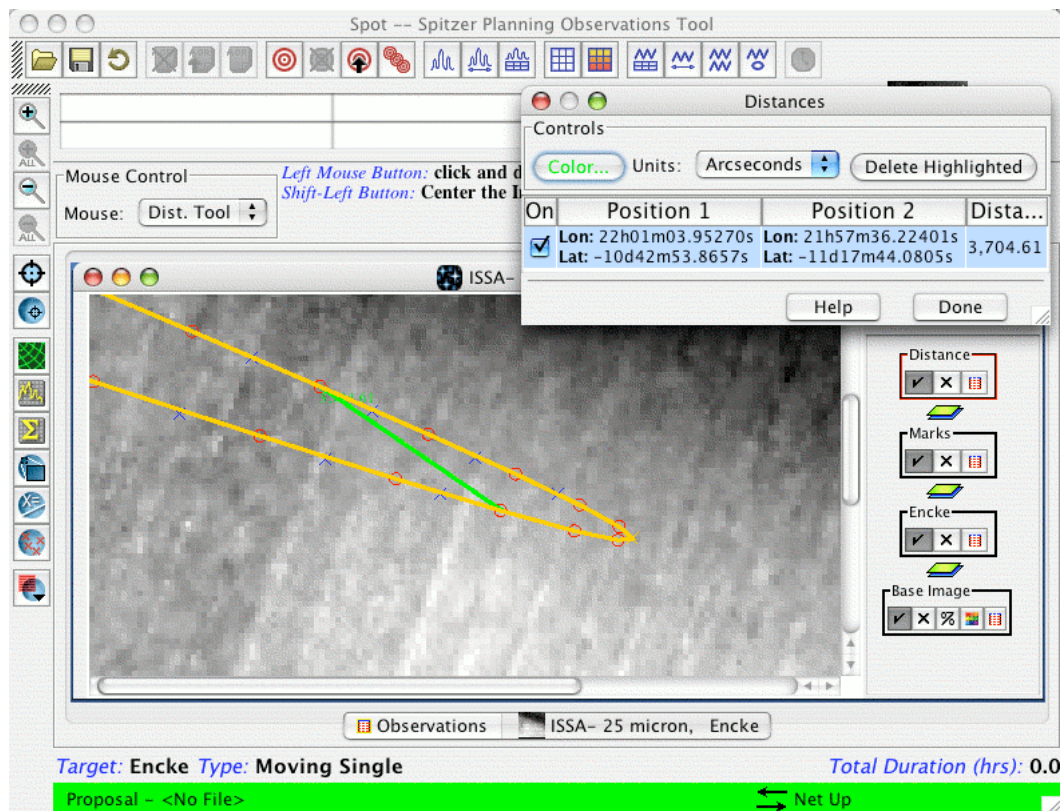 Spot -- Spitzer Planning Observations Tool
ALL
ALL
Mouse Control
Mouse: Dist. Tool
Left Mouse Button: click and d
Shift-Left Button: Center the I
Distances
Controls
Color... Units: Arcseconds Delete Highlighted
On Position 1 Position 2 Dista...
Lon: 22h01m03.95270s Lon: 21h57m36.22401s 3,704.61
Lat: -10d42m53.8657s Lat: -11d17m44.0805s
Help Done
ISSA-
Distance
Marks
Encke
Base Image
Observations ISSA- 25 micron, Encke
Target: Encke Type: Moving Single Total Duration (hrs): 0.0
Proposal - <No File> Net Up